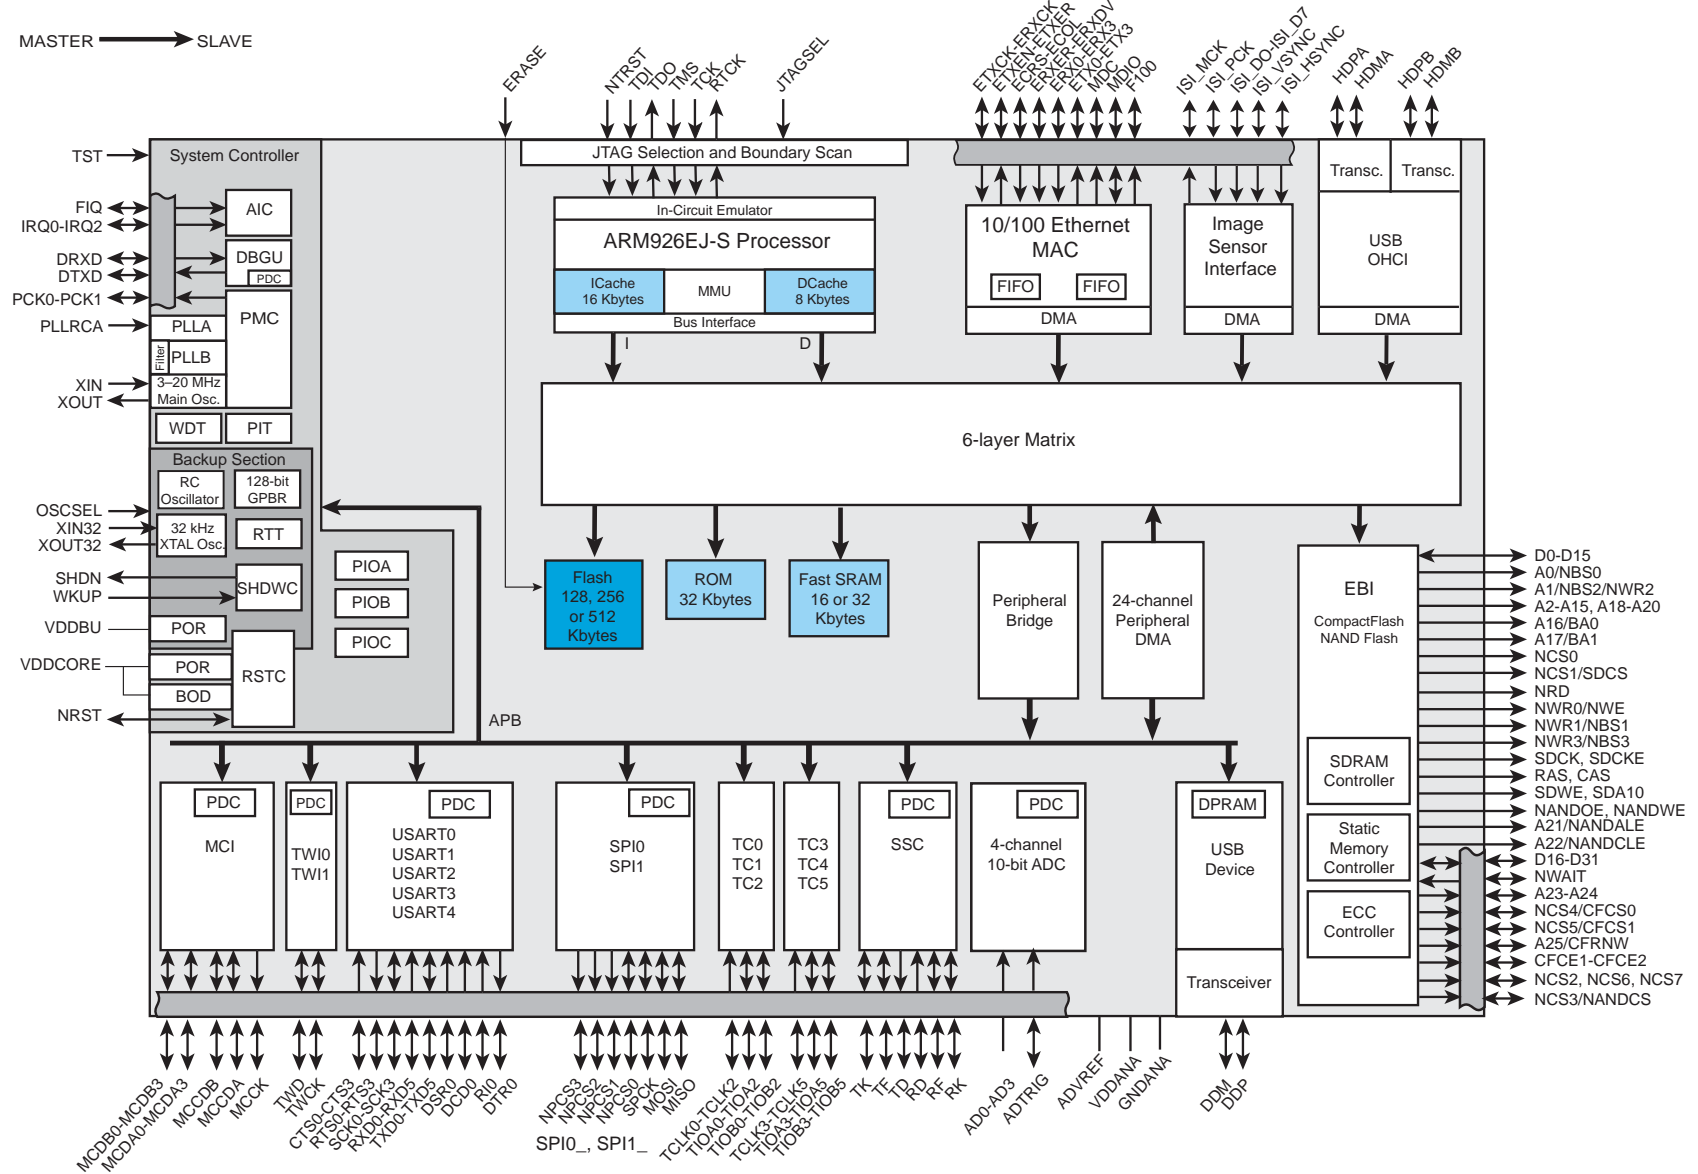 MASTER
SLAVE
ERASE
NTRST
TDI
TDO
TMS
TCK
RTCK
JTAGSEL
ETXCK-ERXCK
ETXEN-ETXER
ECRS-ECOL
ERXER-ERXDV
ERX0-ERX3
ETX0-ETX3
MDC
MDIO
F100
ISI_MCK
ISI_PCK
ISI_DO-ISI_D7
ISI_VSYNC
ISI_HSYNC
HDPA
HDMA
HDPB
HDMB
TST
FIQ
IRQ0-IRQ2
DRXD
DTXD
PCK0-PCK1
PLLRCA
XIN
XOUT
OSCSEL
XIN32
XOUT32
SHDN
WKUP
VDDBU
VDDCORE
NRST
System Controller
AIC
DBGU
PDC
PMC
PLLA
Filter
PLLB
3–20 MHz
Main Osc.
WDT
PIT
Backup Section
RC
Oscillator
128-bit
GPBR
32 kHz
XTAL Osc.
RTT
SHDWC
POR
POR
BOD
RSTC
PIOA
PIOB
PIOC
JTAG Selection and Boundary Scan
In-Circuit Emulator
ARM926EJ-S Processor
ICache
16 Kbytes
MMU
DCache
8 Kbytes
Bus Interface
I
D
10/100 Ethernet
MAC
FIFO
FIFO
DMA
Image
Sensor
Interface
DMA
Transc.
Transc.
USB
OHCI
DMA
6-layer Matrix
Flash
128, 256
or 512
Kbytes
ROM
32 Kbytes
Fast SRAM
16 or 32
Kbytes
Peripheral
Bridge
24-channel
Peripheral
DMA
EBI
CompactFlash
NAND Flash
SDRAM
Controller
Static
Memory
Controller
ECC
Controller
D0-D15
A0/NBS0
A1/NBS2/NWR2
A2-A15, A18-A20
A16/BA0
A17/BA1
NCS0
NCS1/SDCS
NRD
NWR0/NWE
NWR1/NBS1
NWR3/NBS3
SDCK, SDCKE
RAS, CAS
SDWE, SDA10
NANDOE, NANDWE
A21/NANDALE
A22/NANDCLE
D16-D31
NWAIT
A23-A24
NCS4/CFCS0
NCS5/CFCS1
A25/CFRNW
CFCE1-CFCE2
NCS2, NCS6, NCS7
NCS3/NANDCS
APB
PDC
MCI
PDC
TWI0
TWI1
PDC
USART0
USART1
USART2
USART3
USART4
PDC
SPI0
SPI1
TC0
TC1
TC2
TC3
TC4
TC5
PDC
SSC
PDC
4-channel
10-bit ADC
DPRAM
USB
Device
Transceiver
MCDB0-MCDB3
MCDA0-MCDA3
MCCDB
MCCDA
MCCK
TWD
TWCK
CTS0-CTS3
RTS0-RTS3
SCK0-SCK3
RXD0-RXD5
TXD0-TXD5
DSR0
DCD0
RI0
DTR0
NPCS3
NPCS2
NPCS1
NPCS0
SPCK
MOSI
MISO
SPI0_, SPI1_
TCLK0-TCLK2
TIOA0-TIOA2
TIOB0-TIOB2
TCLK3-TCLK5
TIOA3-TIOA5
TIOB3-TIOB5
TK
TF
TD
RD
RF
RK
AD0-AD3
ADTRIG
ADVREF
VDDANA
GNDANA
DDM
DDP